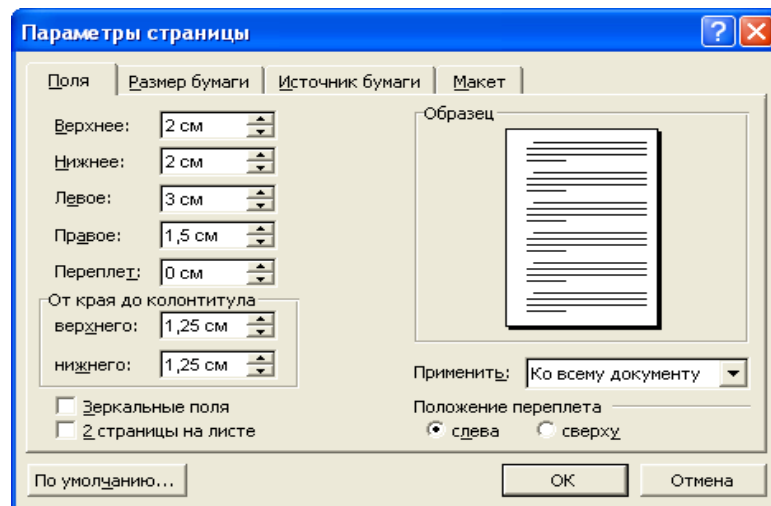 Параметры страницы
Поля
Размер бумаги
Источник бумаги
Макет
Верхнее: 2 см
Нижнее: 2 см
Левое: 3 см
Правое: 1,5 см
Переплет: 0 см
От края до колонтитула
верхнего: 1,25 см
нижнего: 1,25 см
Зеркальные поля
2 страницы на листе
Образец
Применить: Ко всему документу
Положение переплета
слева сверху
По умолчанию... ОК Отмена